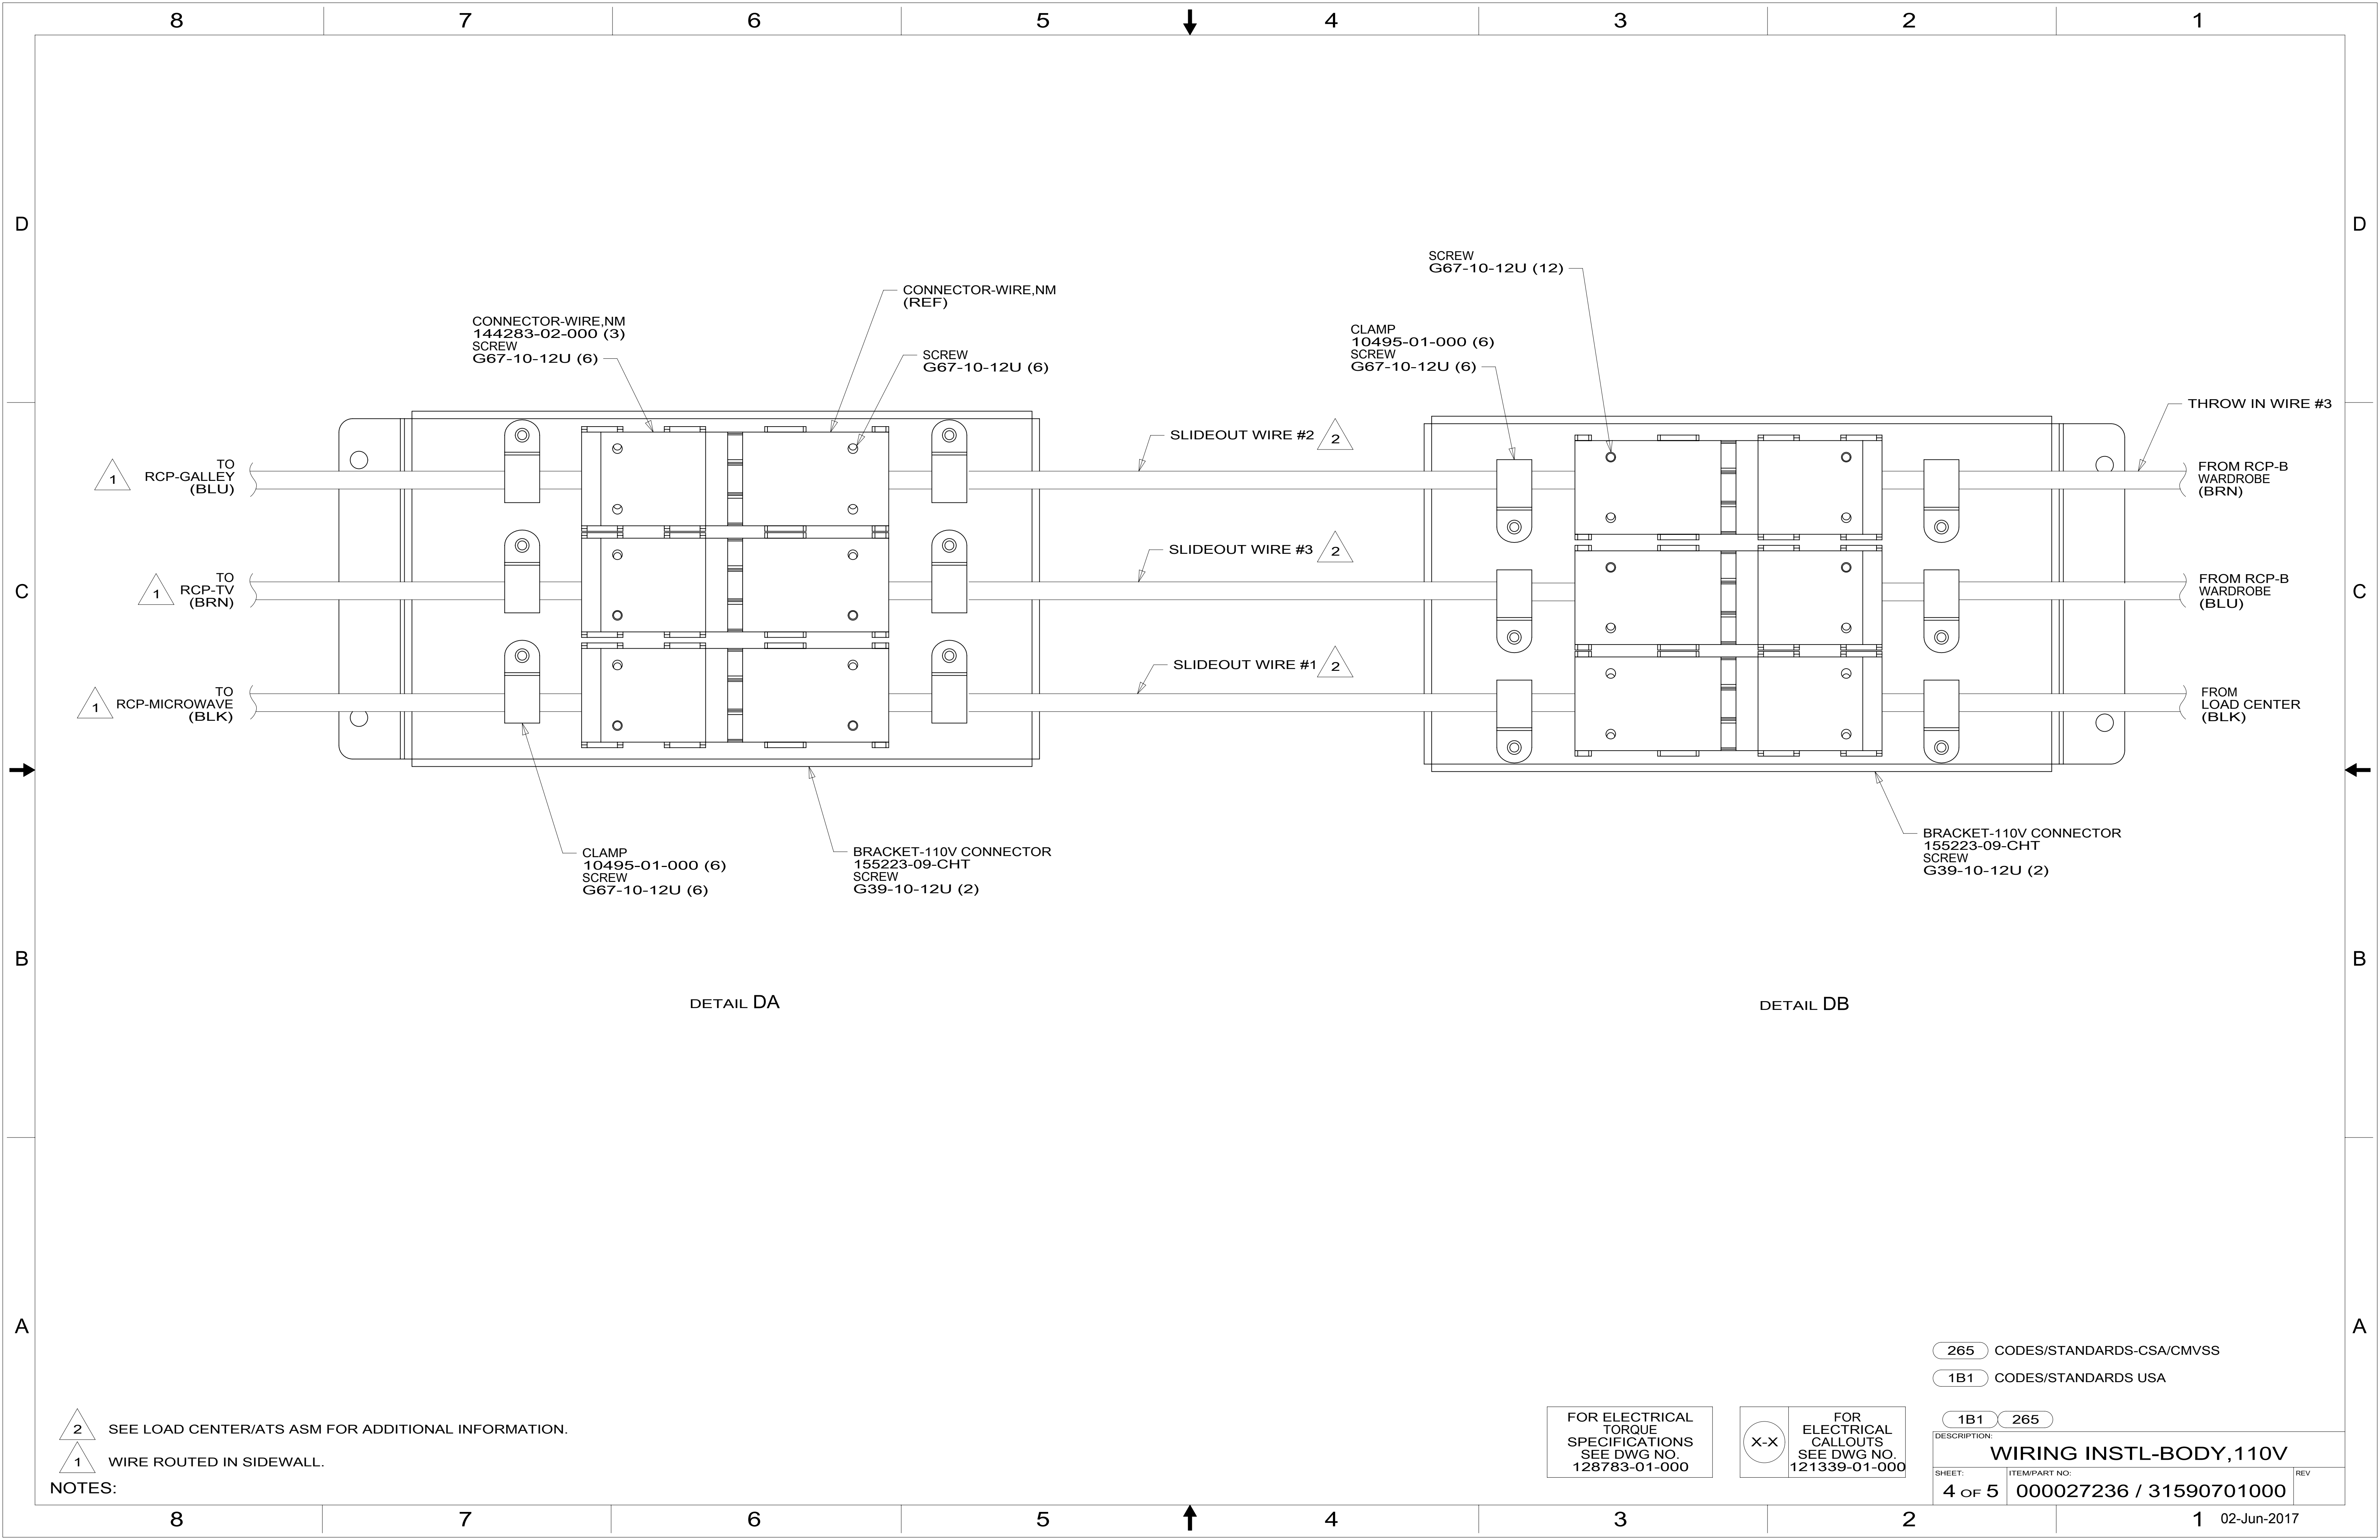 8 7 6 5 4 3 2 1
D
D
SCREW
G67-10-12U (12)
CONNECTOR-WIRE,NM
(REF)
CONNECTOR-WIRE,NM
144283-02-000 (3)
SCREW
G67-10-12U (6)
SCREW
G67-10-12U (6)
CLAMP
10495-01-000 (6)
SCREW
G67-10-12U (6)
THROW IN WIRE #3
SLIDEOUT WIRE #2 2
1
TO
RCP-GALLEY
(BLU)
FROM RCP-B
WARDROBE
(BRN)
SLIDEOUT WIRE #3 2
C
1
TO
RCP-TV
(BRN)
FROM RCP-B
WARDROBE
(BLU)
C
SLIDEOUT WIRE #1 2
1
TO
RCP-MICROWAVE
(BLK)
FROM
LOAD CENTER
(BLK)
CLAMP
10495-01-000 (6)
SCREW
G67-10-12U (6)
BRACKET-110V CONNECTOR
155223-09-CHT
SCREW
G39-10-12U (2)
BRACKET-110V CONNECTOR
155223-09-CHT
SCREW
G39-10-12U (2)
B
B
DETAIL DA
DETAIL DB
A
A
265 CODES/STANDARDS-CSA/CMVSS
1B1 CODES/STANDARDS USA
2 SEE LOAD CENTER/ATS ASM FOR ADDITIONAL INFORMATION.
1 WIRE ROUTED IN SIDEWALL.
NOTES:
FOR ELECTRICAL
TORQUE
SPECIFICATIONS
SEE DWG NO.
128783-01-000
X-X
FOR
ELECTRICAL
CALLOUTS
SEE DWG NO.
121339-01-000
1B1 265
DESCRIPTION:
WIRING INSTL-BODY,110V
SHEET:
4 OF 5
ITEM/PART NO:
000027236 / 31590701000
REV
8 7 6 5 4 3 2 1
02-Jun-2017